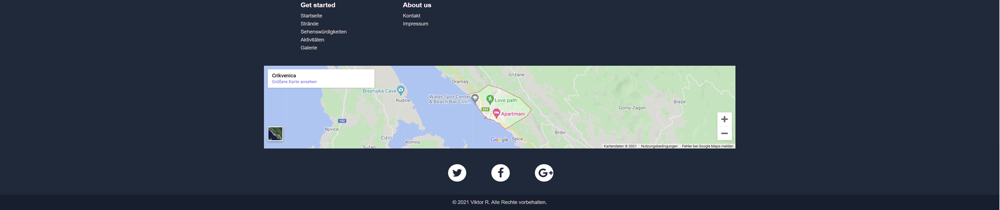 Get started
Startseite
Strände
Sehenswürdigkeiten
Aktivitäten
Galerie
About us
Kontakt
Impressum
Crikvenica
Größere Karte ansehen
Biserujka Cave
Rudine
102
Njivice
Čižići
Klimno
Sužan
Dramalj
Grižane
Water Spot Center
& Beach Bar Crni...
Love path
E65
Apartmani
Gornji Zagon
Breze
Bribir
Selce
Google
+
−
Kartendaten © 2021
Nutzungsbedingungen
Fehler bei Google Maps melden
f
G+
© 2021 Viktor R. Alle Rechte vorbehalten.